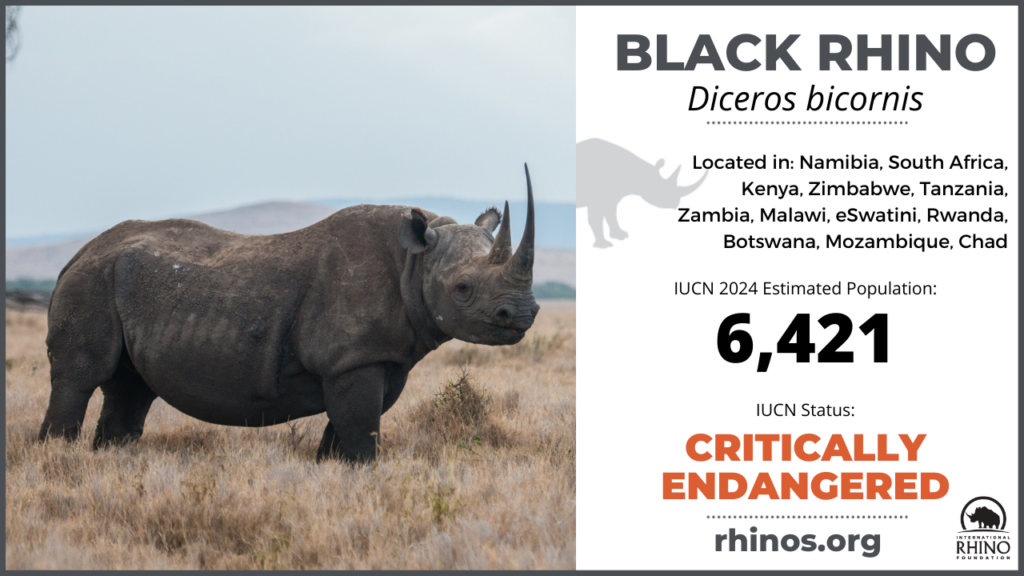 BLACK RHINO
Diceros bicornis
Located in: Namibia, South Africa,
Kenya, Zimbabwe, Tanzania,
Zambia, Malawi, eSwatini, Rwanda,
Botswana, Mozambique, Chad
IUCN 2024 Estimated Population:
6,421
IUCN Status:
CRITICALLY
ENDANGERED
rhinos.org
INTERNATIONAL
RHINO
FOUNDATION